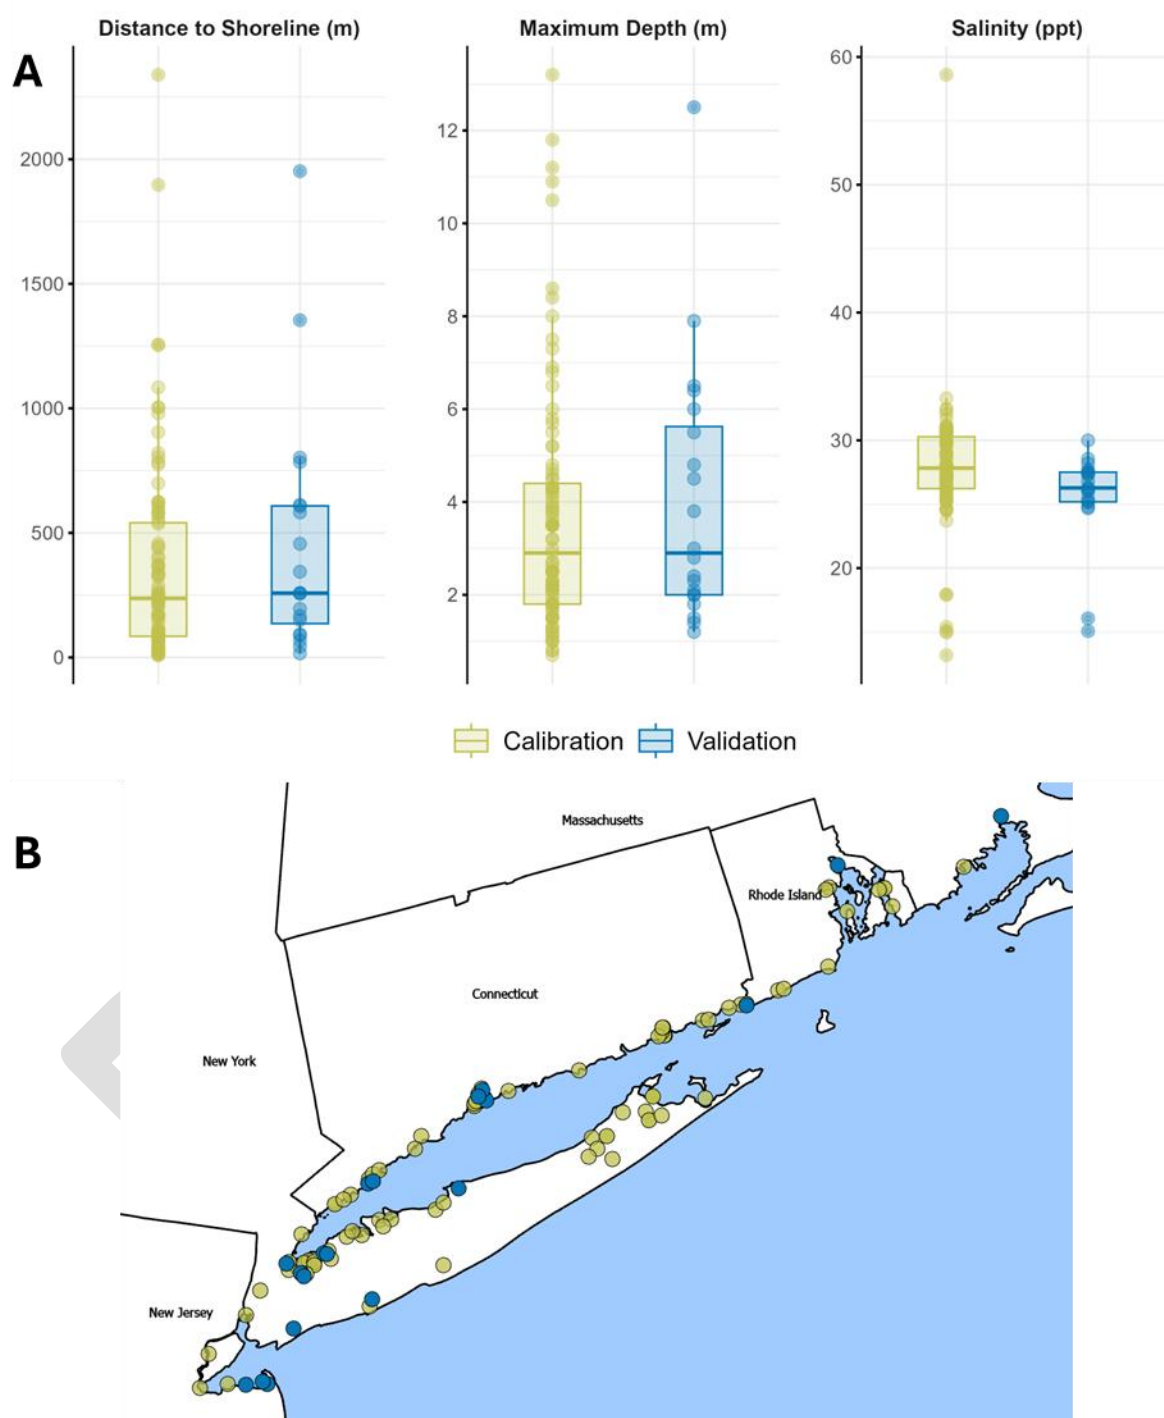 Distance to Shoreline (m)
Maximum Depth (m)
Salinity (ppt)
A
2000
1500
1000
500
0
12
10
8
6
4
2
60
50
40
30
20
Calibration
Validation
B
Massachusetts
Rhode Island
Connecticut
New York
New Jersey